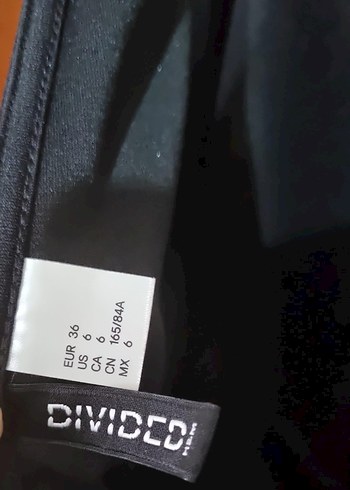 EUR 36
US 6
CA 6
CN 165/84A
MX 6
DIVIDED
H&M